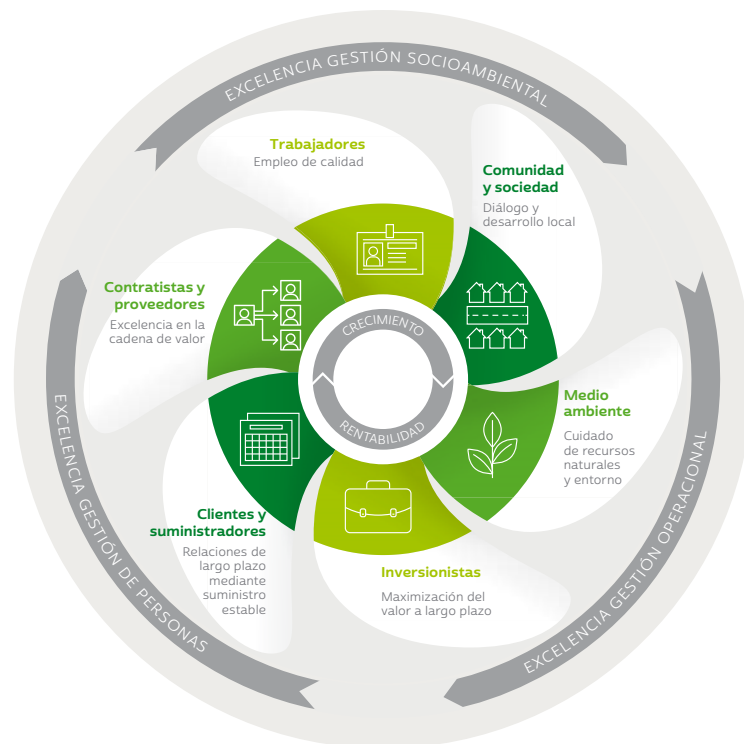 EXCELENCIA GESTIÓN SOCIOAMBIENTAL
Trabajadores
Empleo de calidad
Comunidad
y sociedad
Diálogo y
desarrollo local
Contratistas y
proveedores
Excelencia en la
cadena de valor
CRECIMIENTO
RENTABILIDAD
Medio
ambiente
Cuidado
de recursos
naturales
y entorno
Clientes y
suministradores
Relaciones de
largo plazo
mediante
suministro
estable
Inversionistas
Maximización del
valor a largo plazo
EXCELENCIA GESTIÓN DE PERSONAS
EXCELENCIA GESTIÓN OPERACIONAL